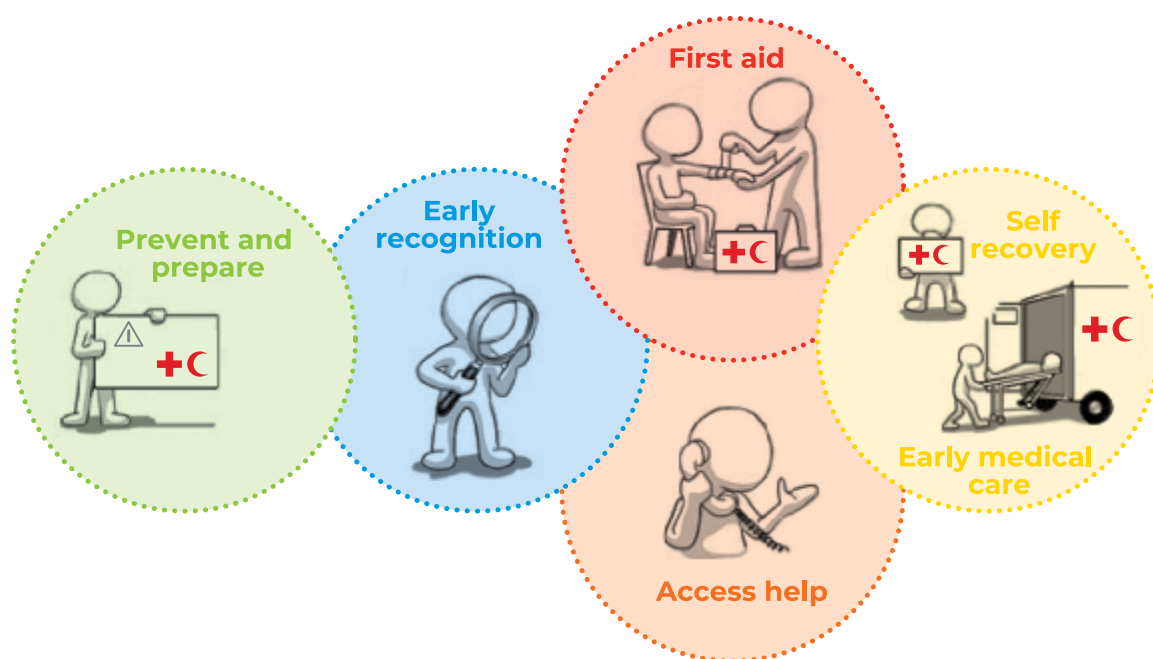 Prevent and
prepare
Early
recognition
First aid
Access help
Self
recovery
Early medical
care